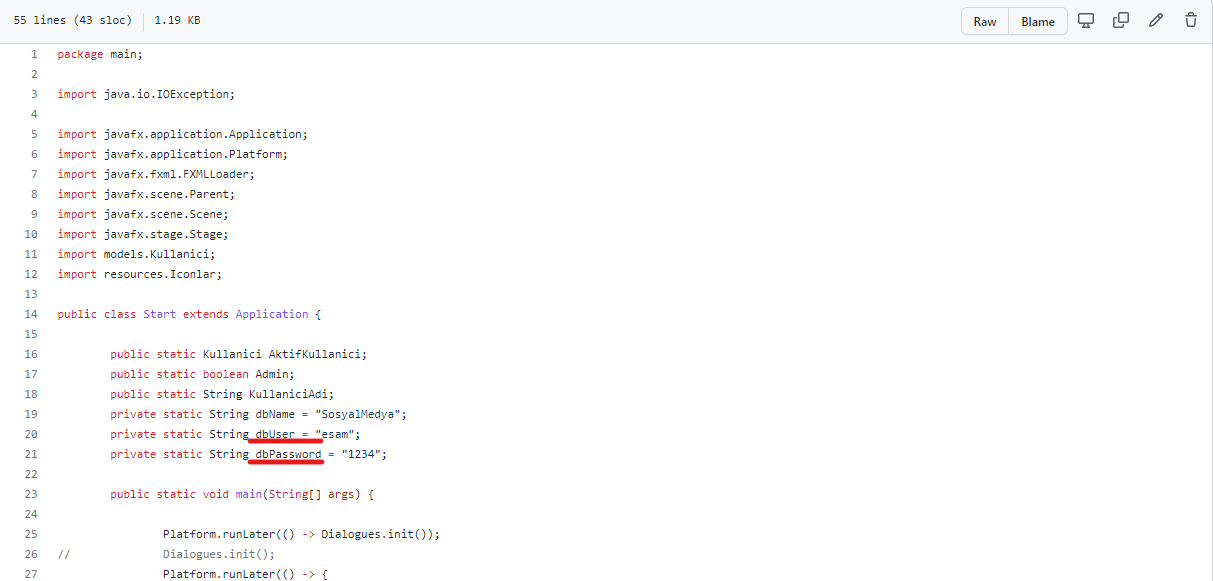 55 lines (43 sloc) 1.19 KB Raw Blame
1 package main;
2
3 import java.io.IOException;
4
5 import javafx.application.Application;
6 import javafx.application.Platform;
7 import javafx.fxml.FXMLLoader;
8 import javafx.scene.Parent;
9 import javafx.scene.Scene;
10 import javafx.stage.Stage;
11 import models.Kullanici;
12 import resources.Iconlar;
13
14 public class Start extends Application {
15
16 public static Kullanici AktifKullanici;
17 public static boolean Admin;
18 public static String KullaniciAdi;
19 private static String dbName = "SosyalMedya";
20 private static String dbUser = "esam";
21 private static String dbPassword = "1234";
22
23 public static void main(String[] args) {
24
25 Platform.runLater(() -> Dialogues.init());
26 // Dialogues.init();
27 Platform.runLater(() -> {